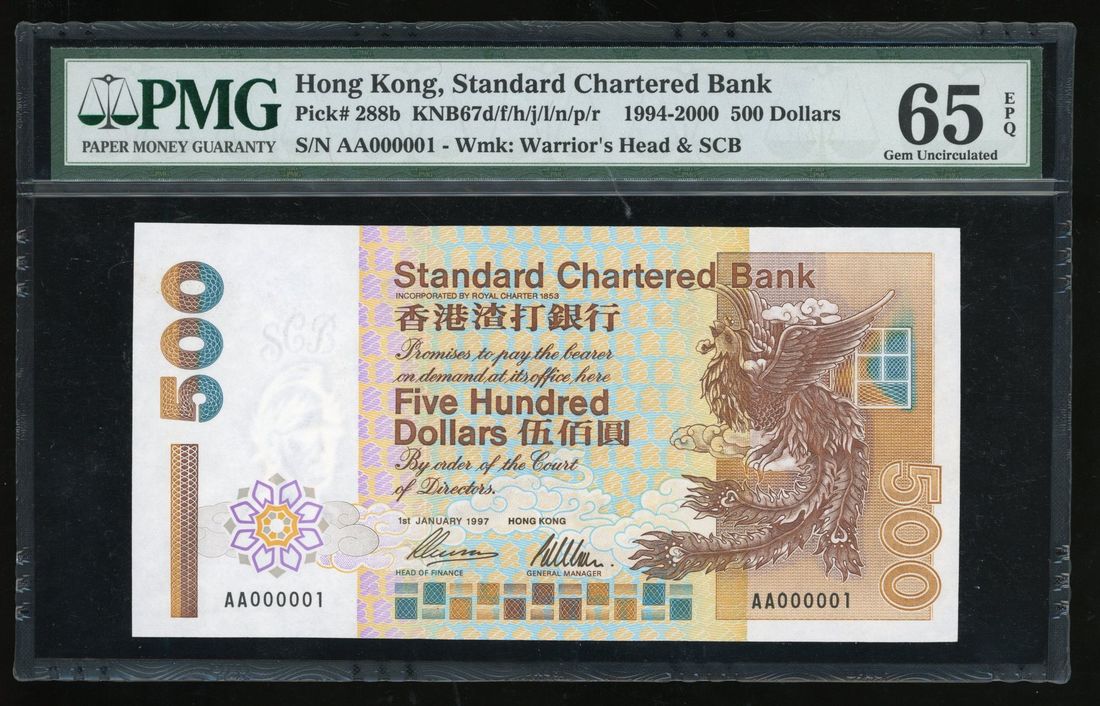 PMG
PAPER MONEY GUARANTY
Hong Kong, Standard Chartered Bank
Pick# 288b KNB67d/f/h/j/l/n/p/r 1994-2000 500 Dollars
S/N AA000001 - Wmk: Warrior's Head & SCB
65
EPQ
Gem Uncirculated
500
SCB
Standard Chartered Bank
INCORPORATED BY ROYAL CHARTER 1853
香港渣打銀行
Promises to pay the bearer
on demand at its office here
Five Hundred
Dollars 伍佰圓
By order of the Court
of Directors.
1st JANUARY 1997 HONG KONG
HEAD OF FINANCE GENERAL MANAGER
AA000001
AA000001
500